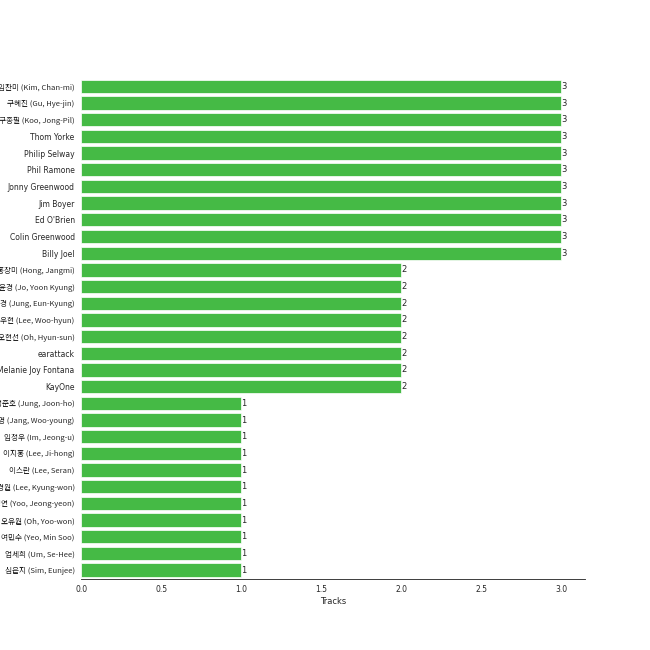 김찬미 (Kim, Chan-mi) 3
구혜진 (Gu, Hye-jin) 3
구종필 (Koo, Jong-Pil) 3
Thom Yorke 3
Philip Selway 3
Phil Ramone 3
Jonny Greenwood 3
Jim Boyer 3
Ed O'Brien 3
Colin Greenwood 3
Billy Joel 3
(Hong, Jangmi) 2
윤경 (Jo, Yoon Kyung) 2
경 (Jung, Eun-Kyung) 2
우현 (Lee, Woo-hyun) 2
오현선 (Oh, Hyun-sun) 2
earattack 2
Melanie Joy Fontana 2
KayOne 2
준호 (Jung, Joon-ho) 1
영 (Jang, Woo-young) 1
임정우 (Im, Jeong-u) 1
이지홍 (Lee, Ji-hong) 1
이스란 (Lee, Seran) 1
경원 (Lee, Kyung-won) 1
연 (Yoo, Jeong-yeon) 1
오유원 (Oh, Yoo-won) 1
여민수 (Yeo, Min Soo) 1
엄세희 (Um, Se-Hee) 1
심은지 (Sim, Eunjee) 1
0.0 0.5 1.0 1.5 2.0 2.5 3.0
Tracks